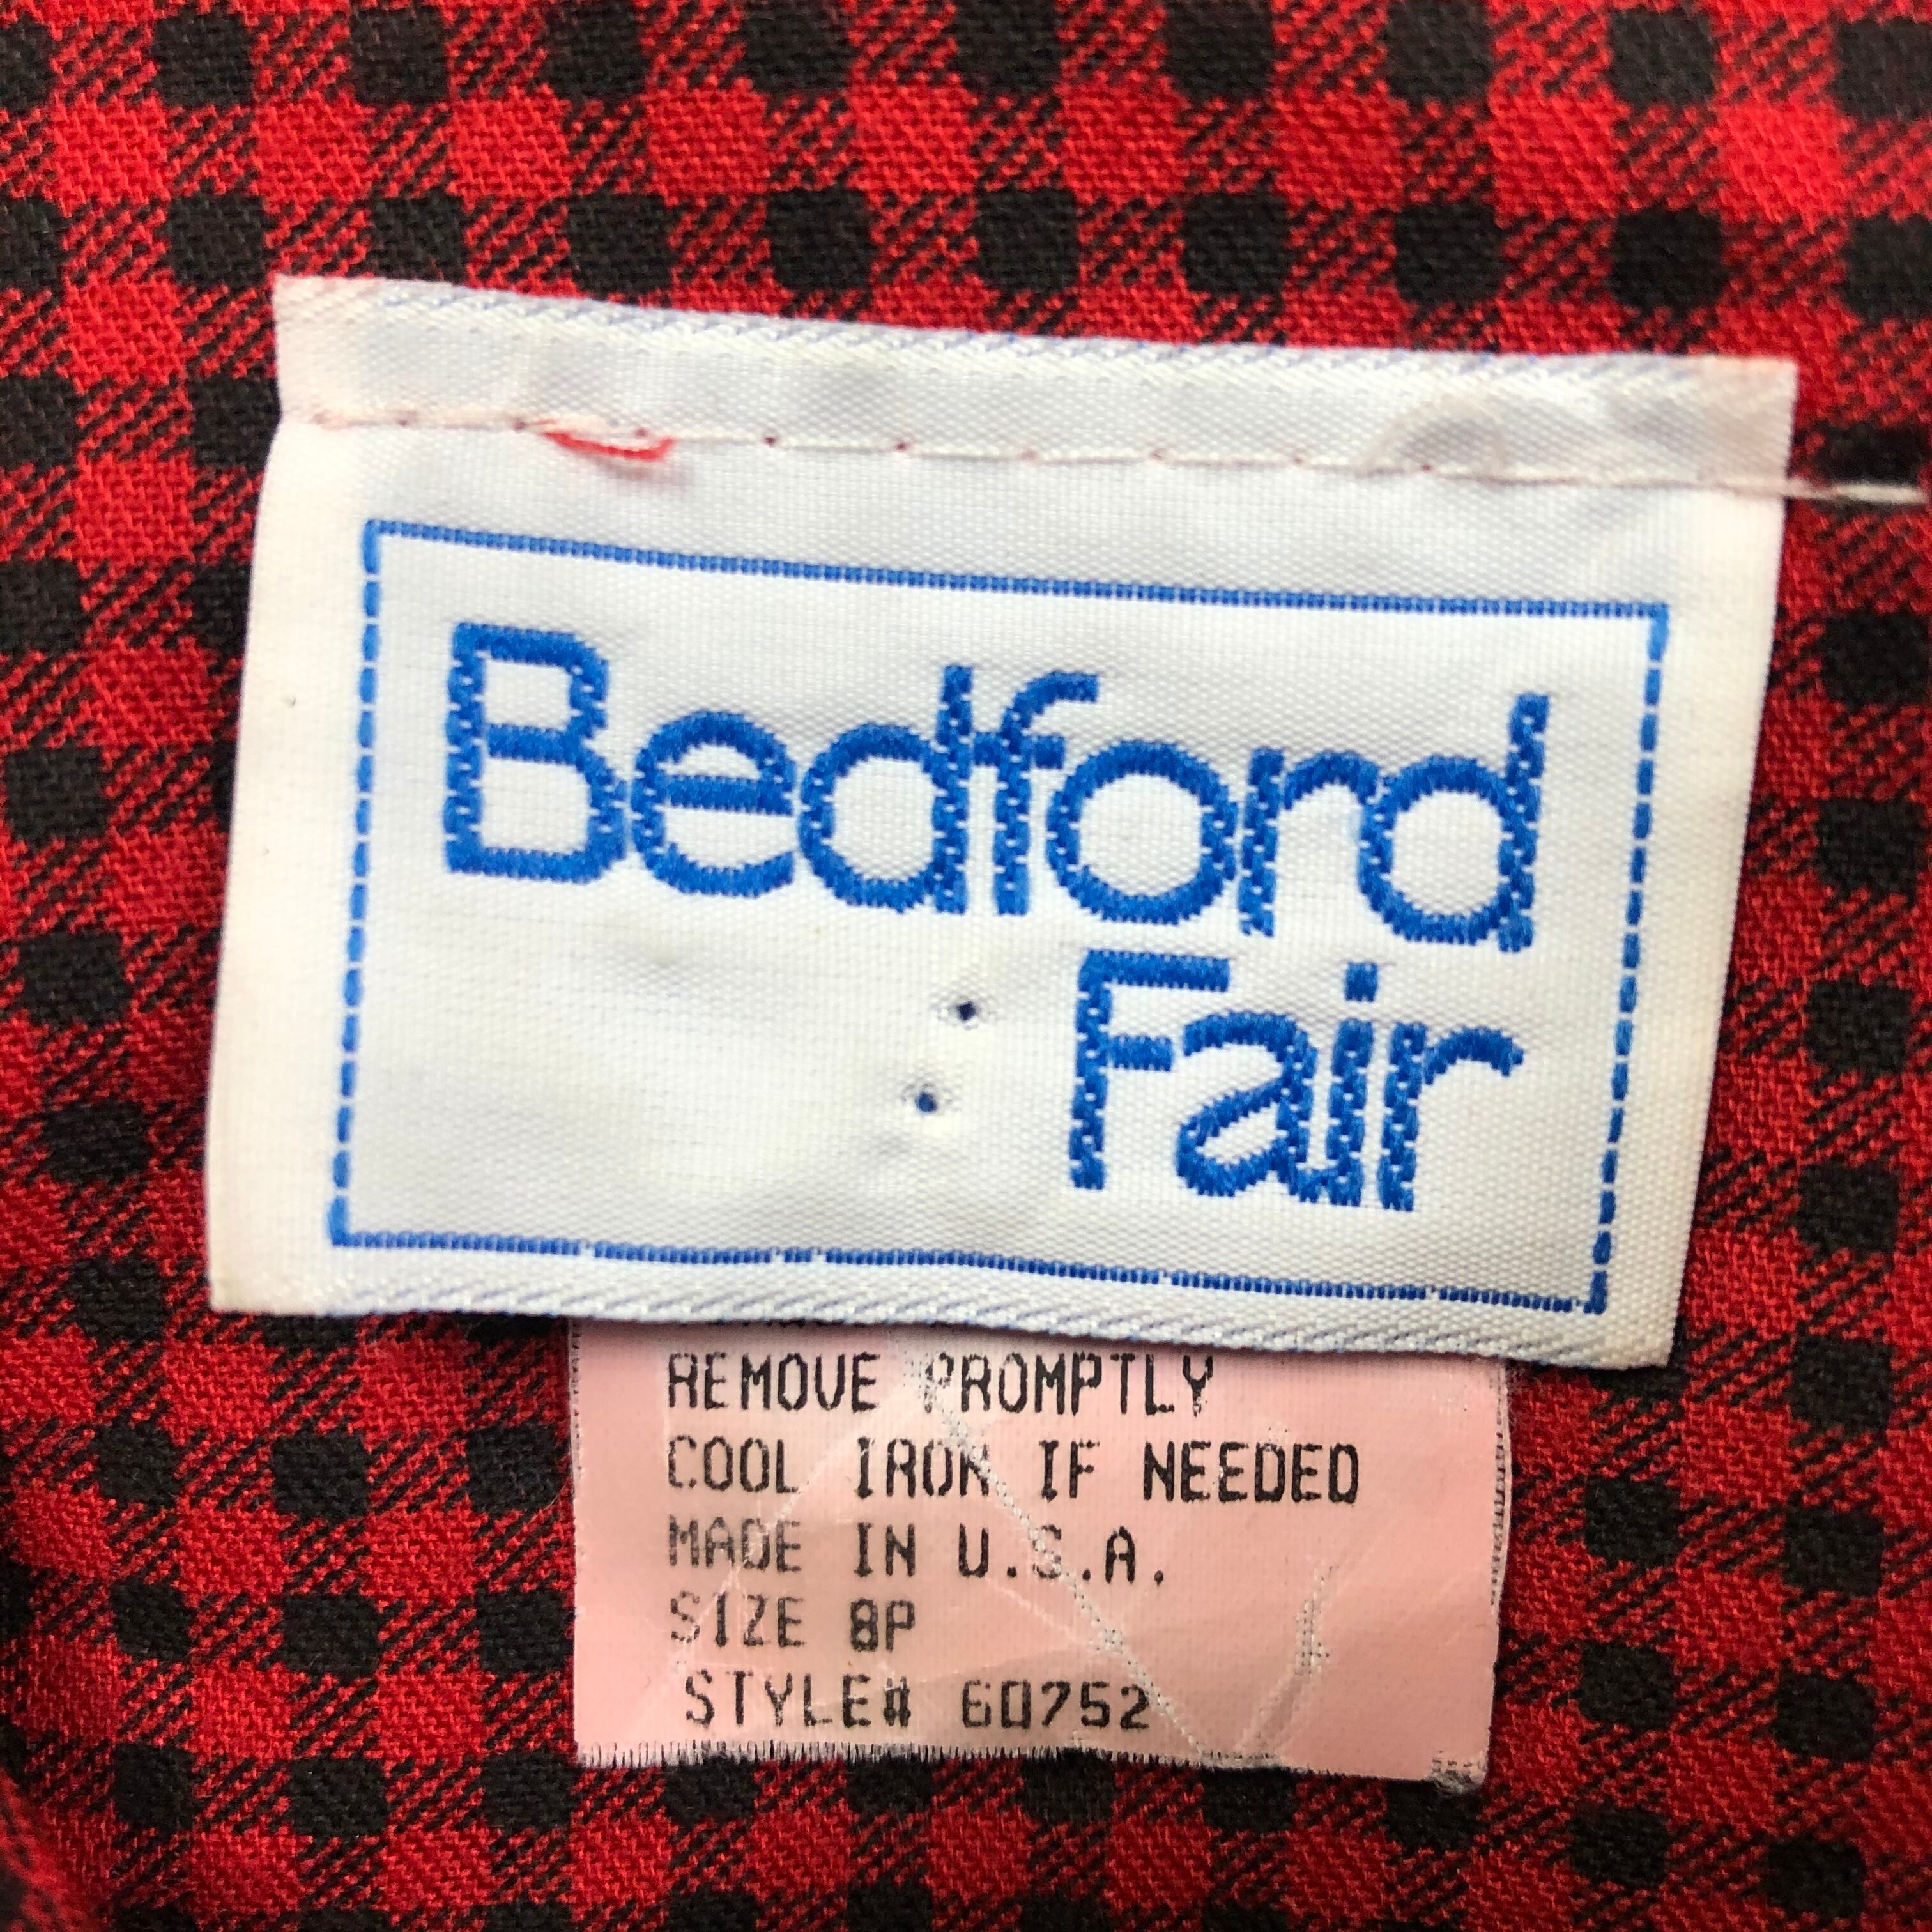 Bedford
Fair
REMOVE PROMPTLY
COOL IRON IF NEEDED
MADE IN U.S.A.
SIZE 8P
STYLE# 60752